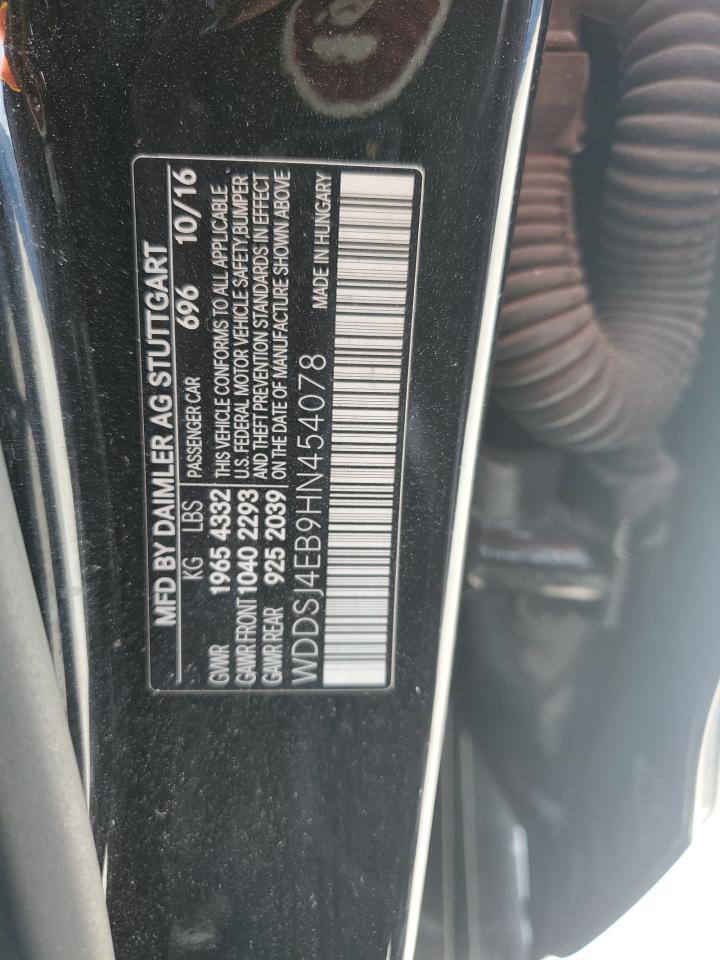 MFD BY DAIMLER AG STUTTGART
PASSENGER CAR 696 10/16
KG LBS
GWR 1965 4332
GAWR FRONT 1040 2293
GAWR REAR 925 2039
THIS VEHICLE CONFORMS TO ALL APPLICABLE
U.S. FEDERAL MOTOR VEHICLE SAFETY,BUMPER
AND THEFT PREVENTION STANDARDS IN EFFECT
ON THE DATE OF MANUFACTURE SHOWN ABOVE
WDDSJ4EB9HN454078
MADE IN HUNGARY